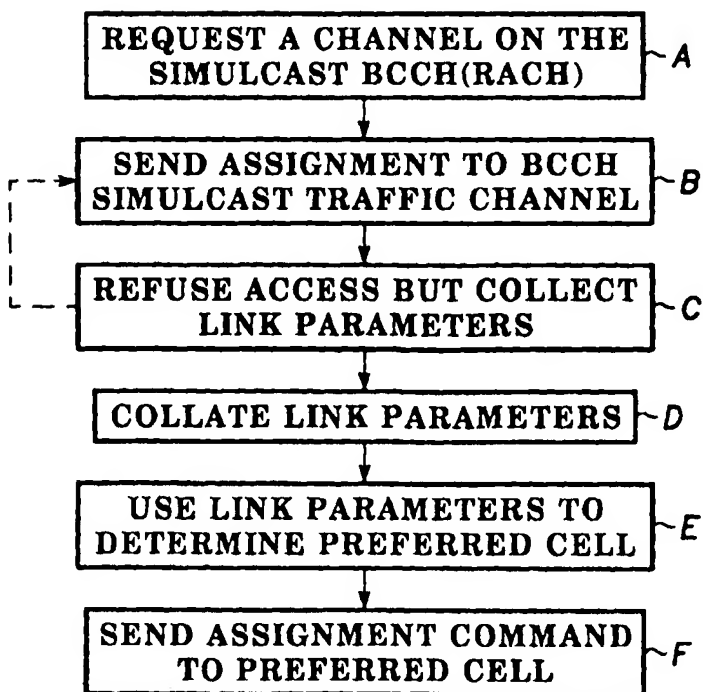 REQUEST A CHANNEL ON THE
SIMULCAST BCCH(RACH)
A
SEND ASSIGNMENT TO BCCH
SIMULCAST TRAFFIC CHANNEL
B
REFUSE ACCESS BUT COLLECT
LINK PARAMETERS
C
COLLATE LINK PARAMETERS
D
USE LINK PARAMETERS TO
DETERMINE PREFERRED CELL
E
SEND ASSIGNMENT COMMAND
TO PREFERRED CELL
F